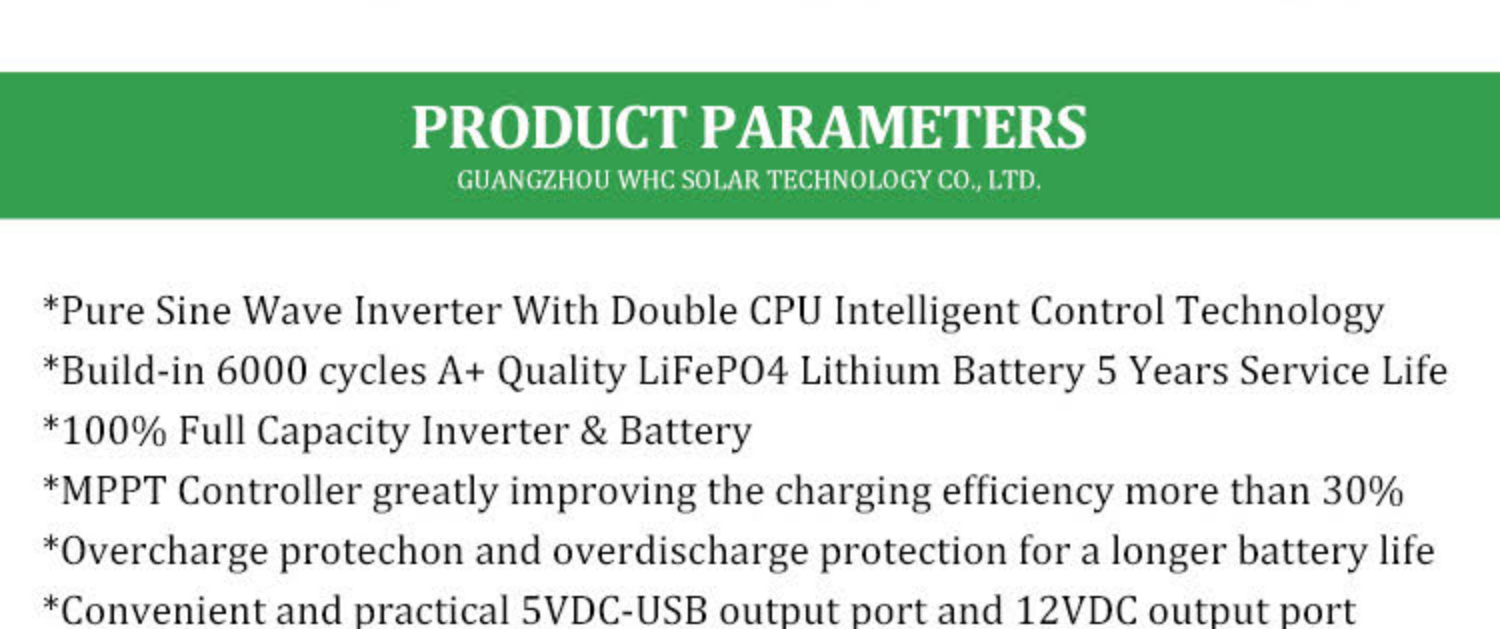 PRODUCT PARAMETERS
GUANGZHOU WHC SOLAR TECHNOLOGY CO., LTD.
*Pure Sine Wave Inverter With Double CPU Intelligent Control Technology
*Build-in 6000 cycles A+ Quality LiFePO4 Lithium Battery 5 Years Service Life
*100% Full Capacity Inverter & Battery
*MPPT Controller greatly improving the charging efficiency more than 30%
*Overcharge protechon and overdischarge protection for a longer battery life
*Convenient and practical 5VDC-USB output port and 12VDC output port